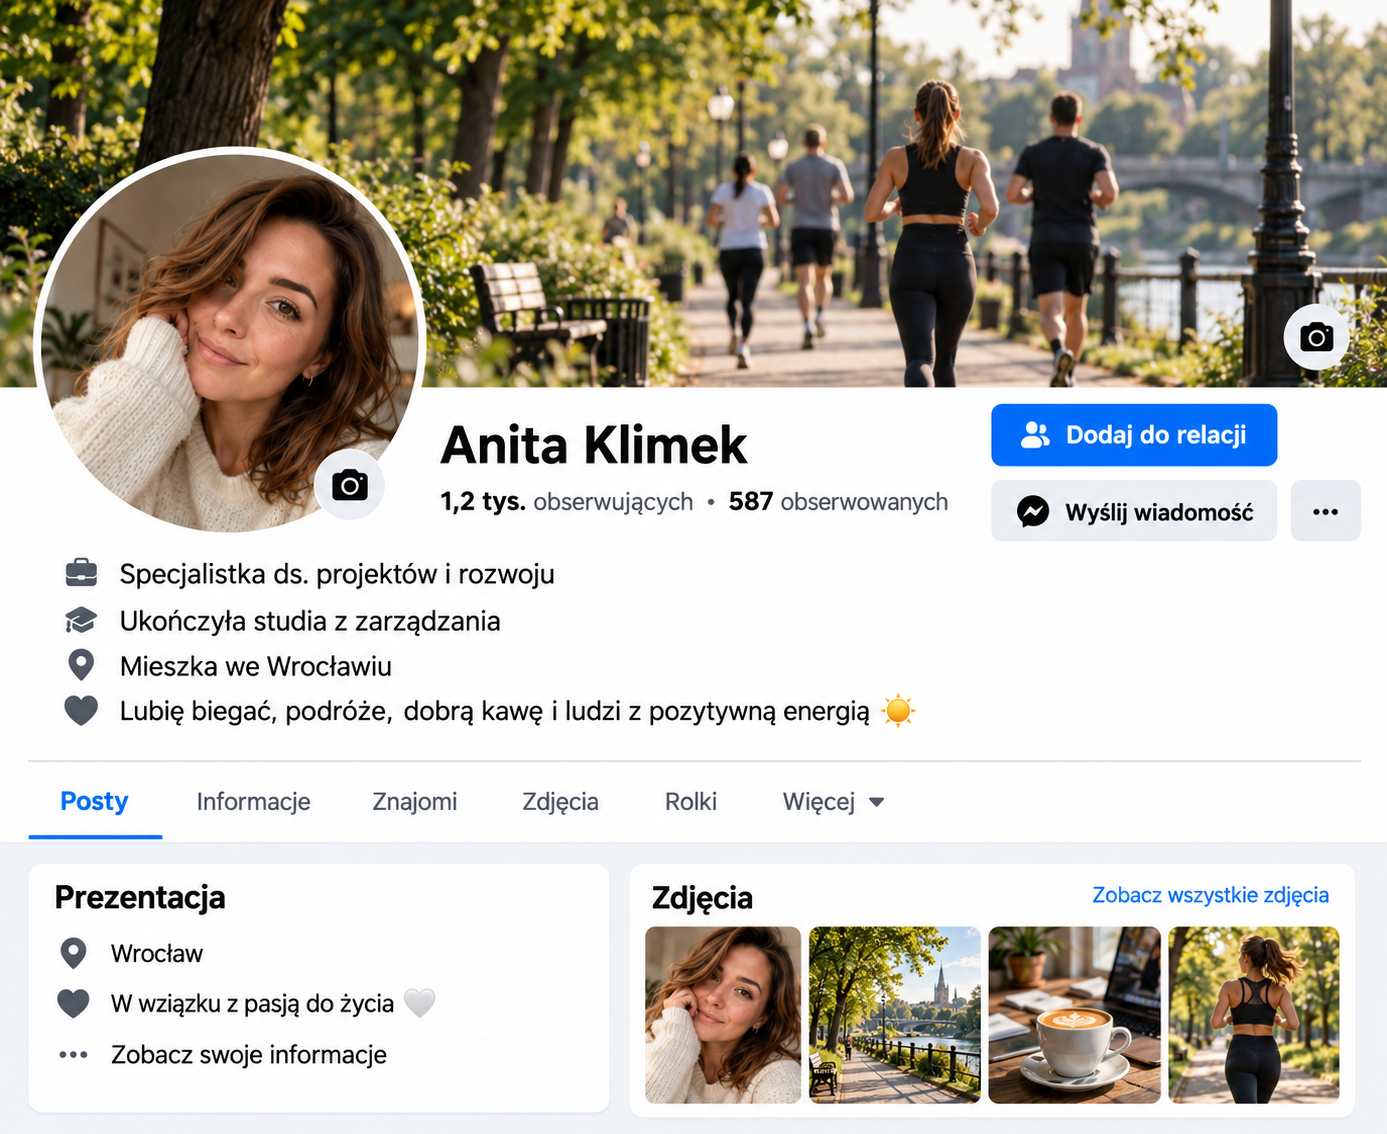 Anita Klimek
1,2 tys. obserwujących • 587 obserwowanych
Dodaj do relacji
Wyślij wiadomość
Specjalistka ds. projektów i rozwoju
Ukończyła studia z zarządzania
Mieszka we Wrocławiu
Lubię biegać, podróże, dobrą kawę i ludzi z pozytywną energią ☀️
Posty
Informacje
Znajomi
Zdjęcia
Rolki
Więcej
Prezentacja
Wrocław
W wziązku z pasją do życia 🤍
Zobacz swoje informacje
Zdjęcia
Zobacz wszystkie zdjęcia